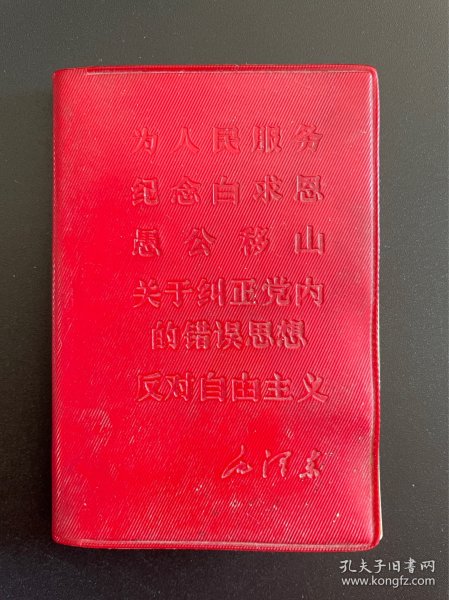 为人民服务
纪念白求恩
愚公移山
关于纠正党内
的错误思想
反对自由主义
毛泽东
孔夫子旧书网
www.kongfz.com